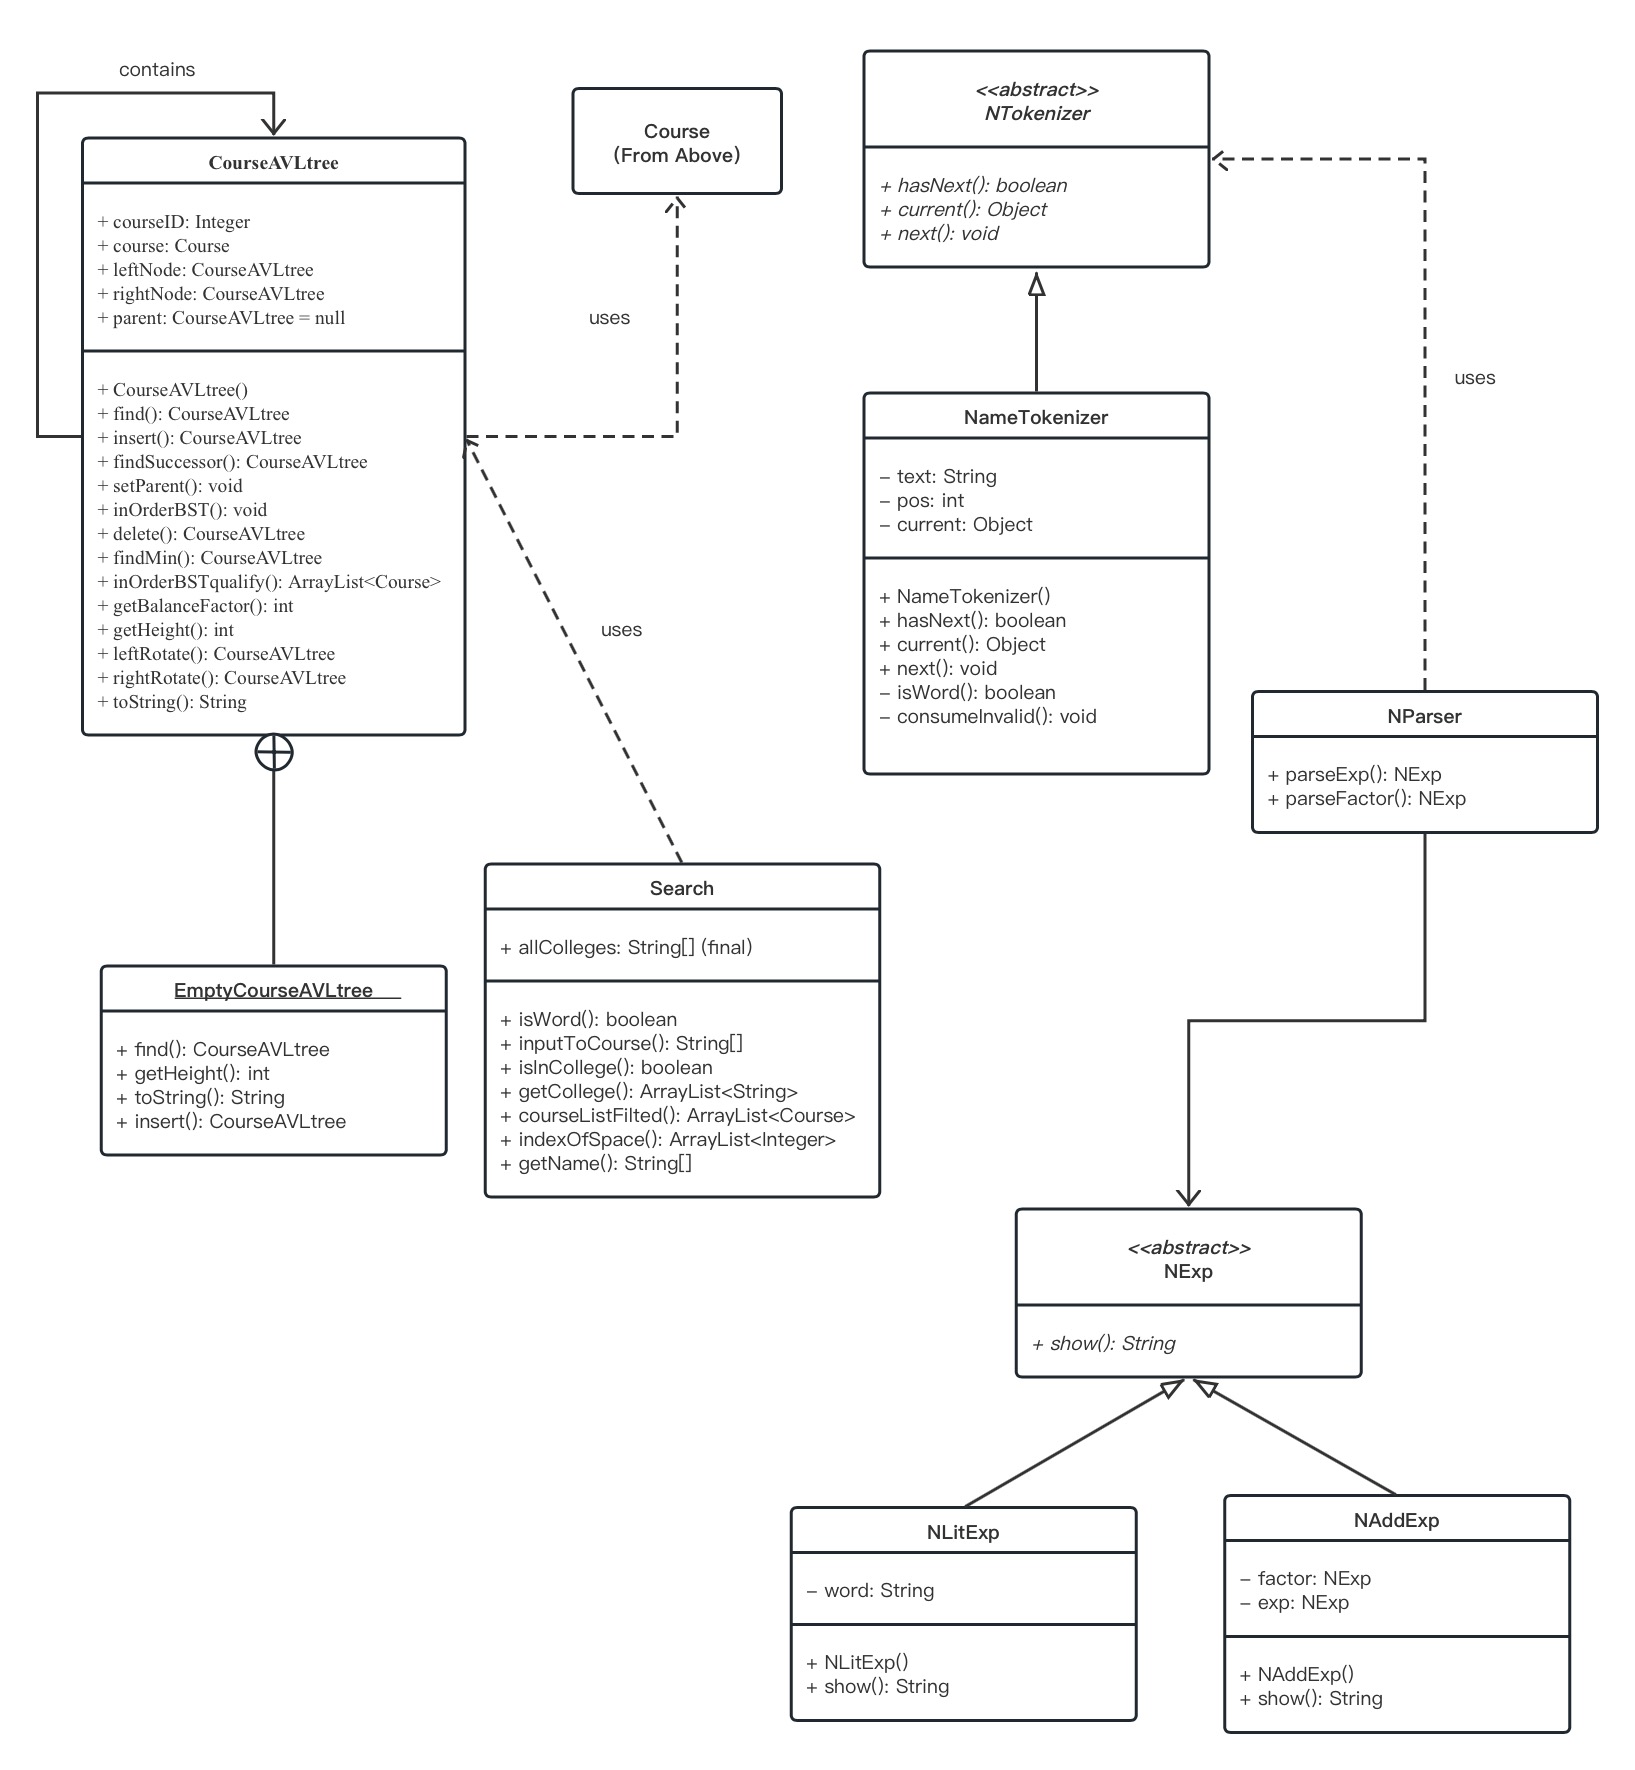 contains
CourseAVLtree
+ courseID: Integer
+ course: Course
+ leftNode: CourseAVLtree
+ rightNode: CourseAVLtree
+ parent: CourseAVLtree = null
+ CourseAVLtree()
+ find(): CourseAVLtree
+ insert(): CourseAVLtree
+ findSuccessor(): CourseAVLtree
+ setParent(): void
+ inOrderBST(): void
+ delete(): CourseAVLtree
+ findMin(): CourseAVLtree
+ inOrderBSTqualify(): ArrayList<Course>
+ getBalanceFactor(): int
+ getHeight(): int
+ leftRotate(): CourseAVLtree
+ rightRotate(): CourseAVLtree
+ toString(): String
Course
(From Above)
uses
uses
EmptyCourseAVLtree
+ find(): CourseAVLtree
+ getHeight(): int
+ toString(): String
+ insert(): CourseAVLtree
Search
+ allColleges: String[] (final)
+ isWord(): boolean
+ inputToCourse(): String[]
+ isInCollege(): boolean
+ getCollege(): ArrayList<String>
+ courseListFilted(): ArrayList<Course>
+ indexOfSpace(): ArrayList<Integer>
+ getName(): String[]
<<abstract>>
NTokenizer
+ hasNext(): boolean
+ current(): Object
+ next(): void
NameTokenizer
– text: String
– pos: int
– current: Object
+ NameTokenizer()
+ hasNext(): boolean
+ current(): Object
+ next(): void
– isWord(): boolean
– consumeInvalid(): void
uses
NParser
+ parseExp(): NExp
+ parseFactor(): NExp
<<abstract>>
NExp
+ show(): String
NLitExp
– word: String
+ NLitExp()
+ show(): String
NAddExp
– factor: NExp
– exp: NExp
+ NAddExp()
+ show(): String